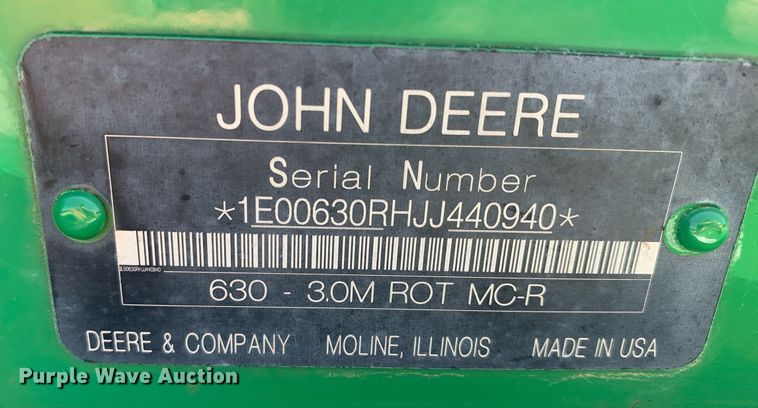 JOHN DEERE
Serial Number
*1E00630RHJJ440940*
1E00630RHJJ440940
630 - 3.0M ROT MC-R
DEERE & COMPANY MOLINE, ILLINOIS MADE IN USA
Purple Wave Auction